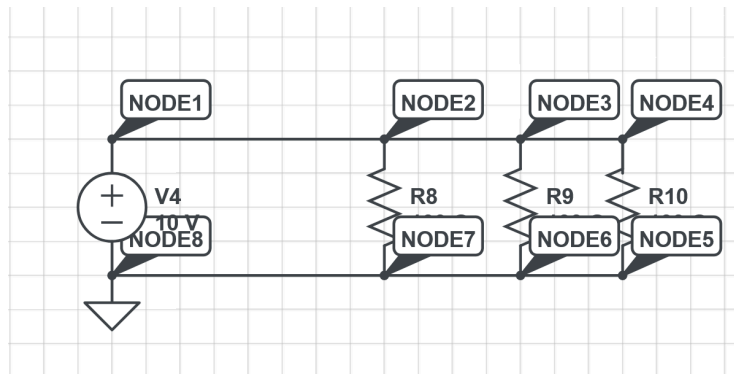 NODE1
NODE2
NODE3
NODE4
V4
R8
R9
R10
10 V
NODE8
NODE7
NODE6
NODE5